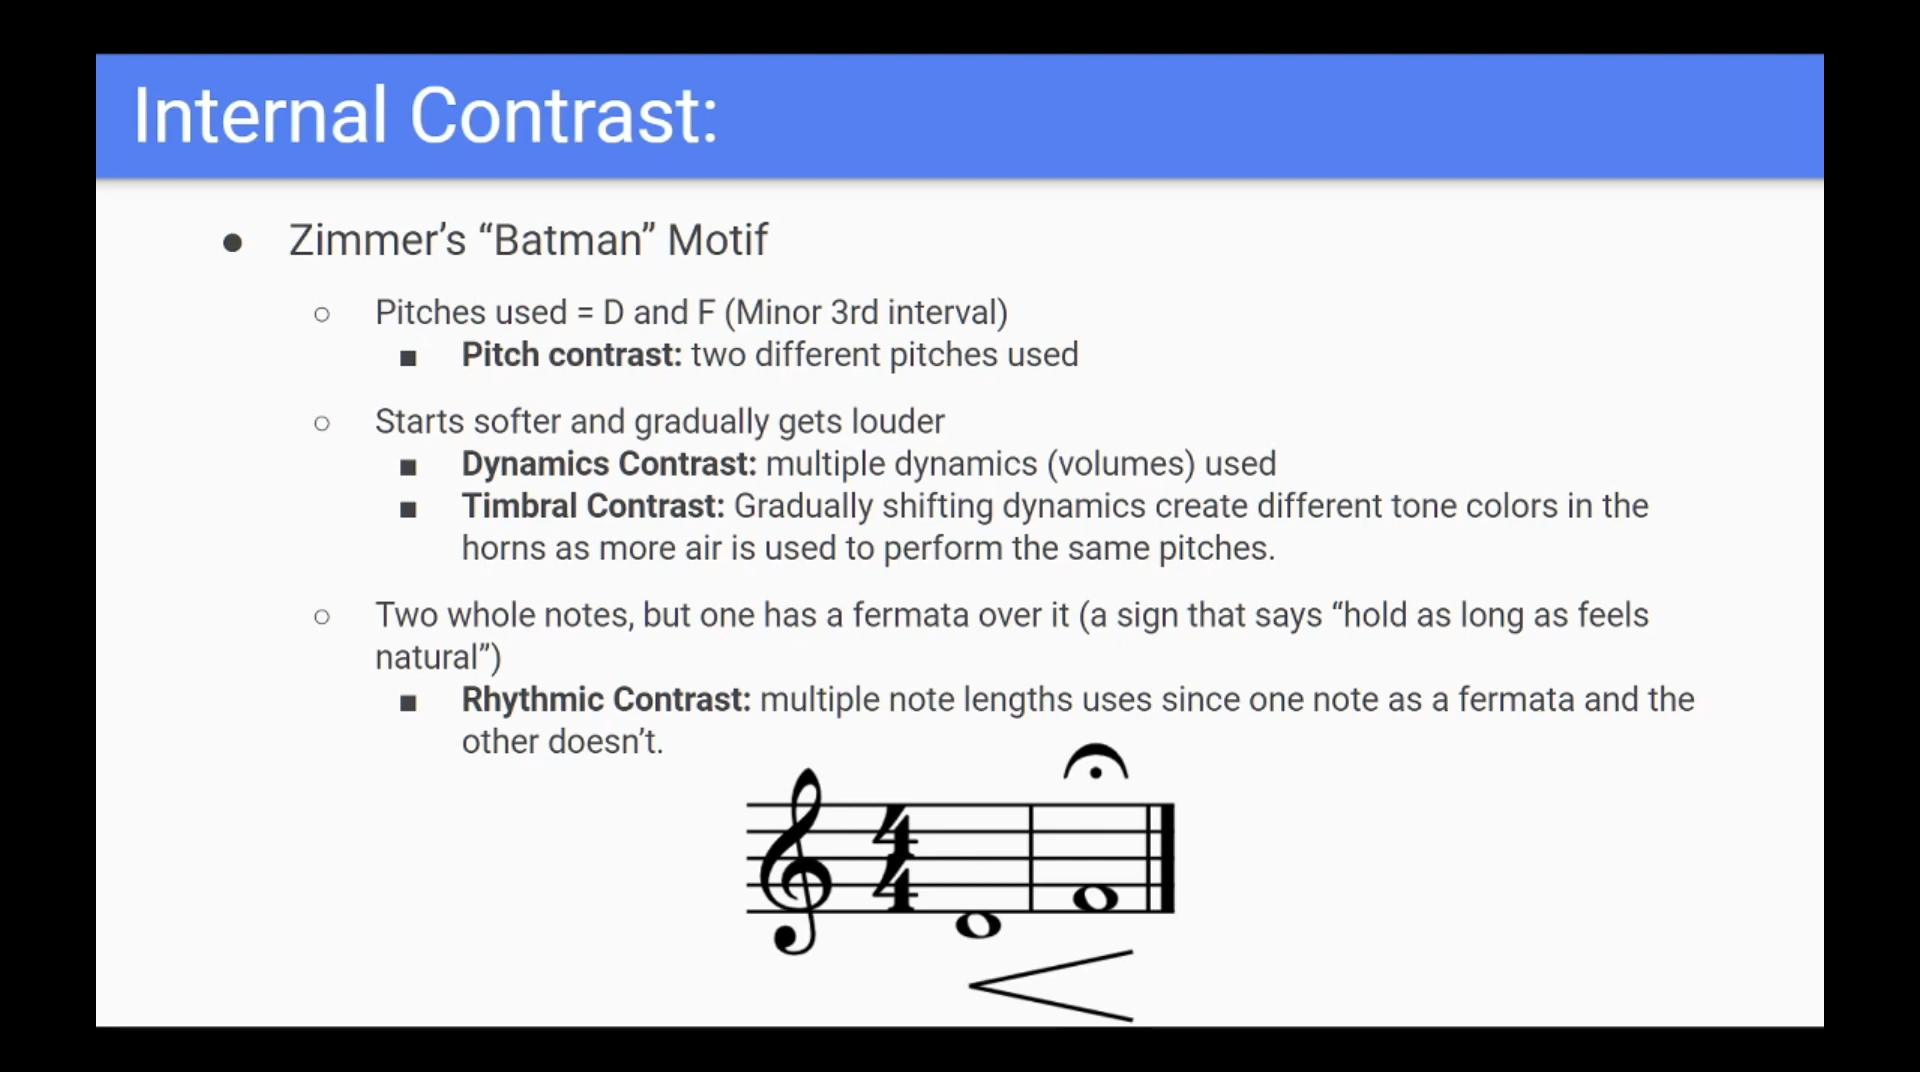 Internal Contrast:
● Zimmer’s “Batman” Motif
○ Pitches used = D and F (Minor 3rd interval)
■ Pitch contrast: two different pitches used
○ Starts softer and gradually gets louder
■ Dynamics Contrast: multiple dynamics (volumes) used
■ Timbral Contrast: Gradually shifting dynamics create different tone colors in the
horns as more air is used to perform the same pitches.
○ Two whole notes, but one has a fermata over it (a sign that says “hold as long as feels
natural”)
■ Rhythmic Contrast: multiple note lengths uses since one note as a fermata and the
other doesn’t.
4
4